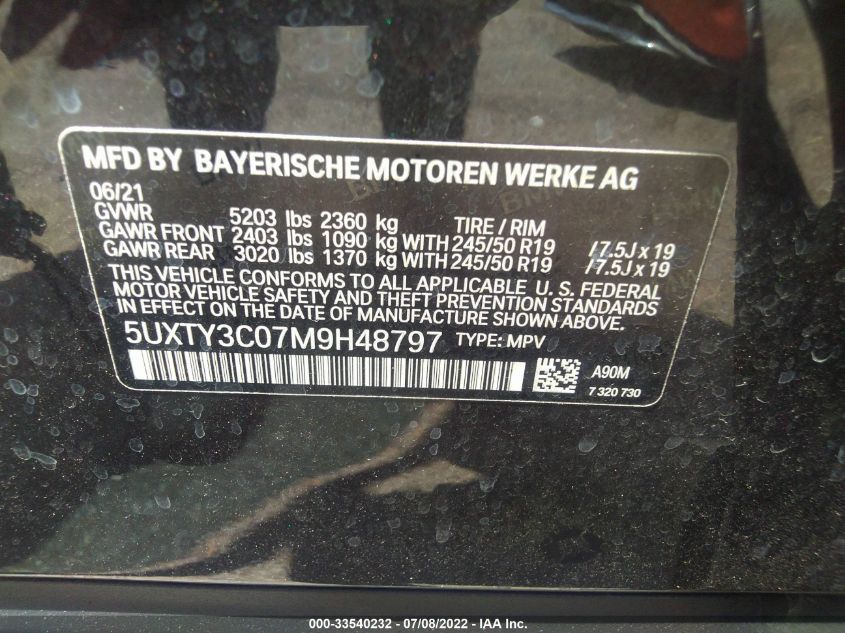 MFD BY BAYERISCHE MOTOREN WERKE AG
06/21
GVWR 5203 lbs 2360 kg TIRE / RIM
GAWR FRONT 2403 lbs 1090 kg WITH 245/50 R19 / 7.5J x 19
GAWR REAR 3020 lbs 1370 kg WITH 245/50 R19 / 7.5J x 19
THIS VEHICLE CONFORMS TO ALL APPLICABLE U. S. FEDERAL
MOTOR VEHICLE SAFETY AND THEFT PREVENTION STANDARDS
IN EFFECT ON THE DATE OF MANUFACTURE SHOWN ABOVE.
5UXTY3C07M9H48797 TYPE: MPV
A90M
7 320 730
000-33540232 - 07/08/2022 - IAA Inc.